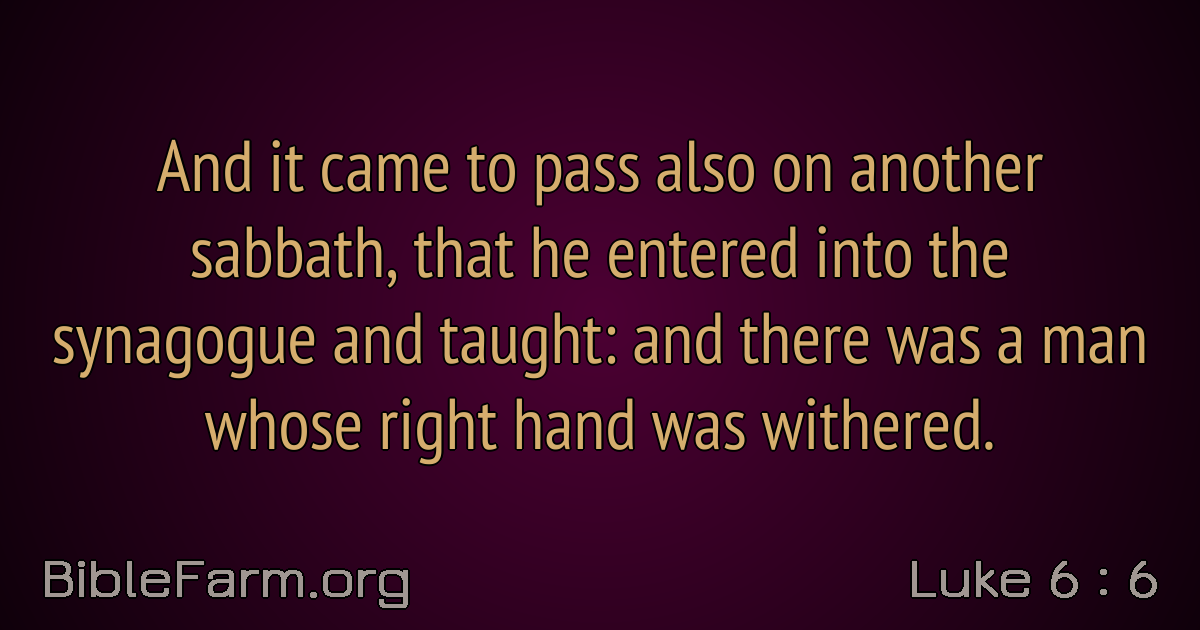 And it came to pass also on another
sabbath, that he entered into the
synagogue and taught: and there was a man
whose right hand was withered.
BibleFarm.org
Luke 6 : 6